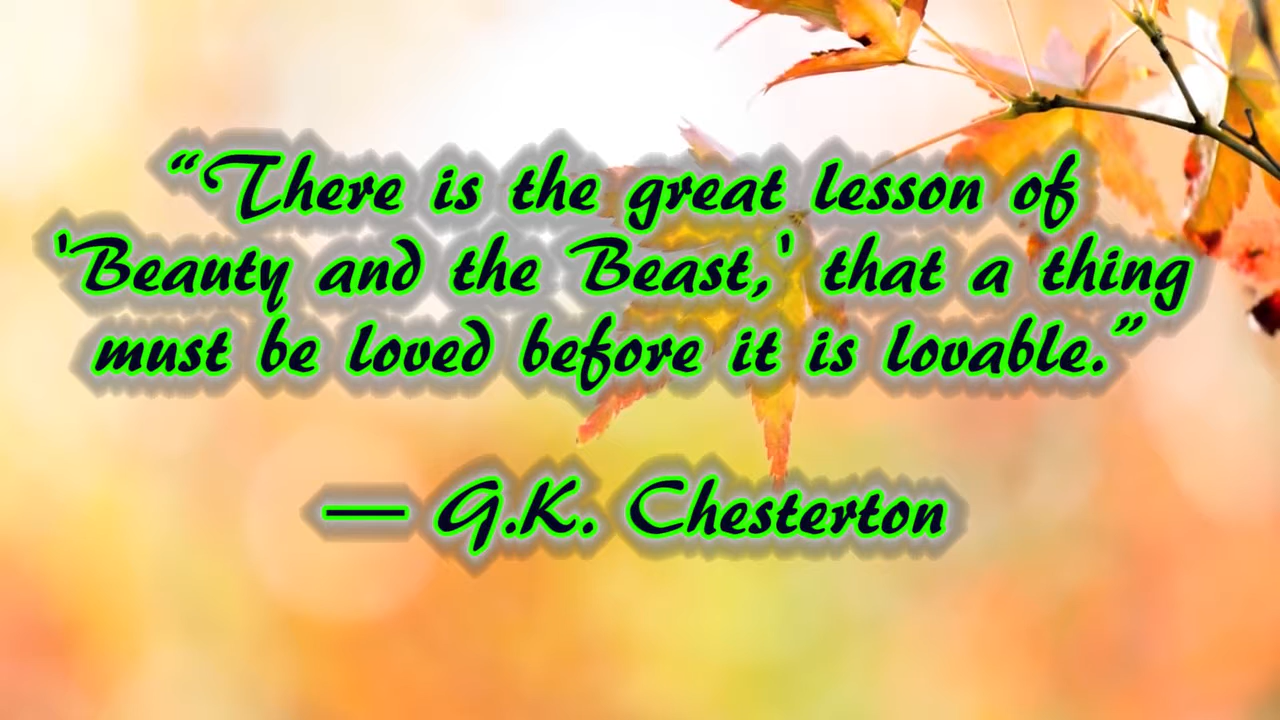 “There is the great lesson of
'Beauty and the Beast,' that a thing
must be loved before it is lovable.”
— G.K. Chesterton